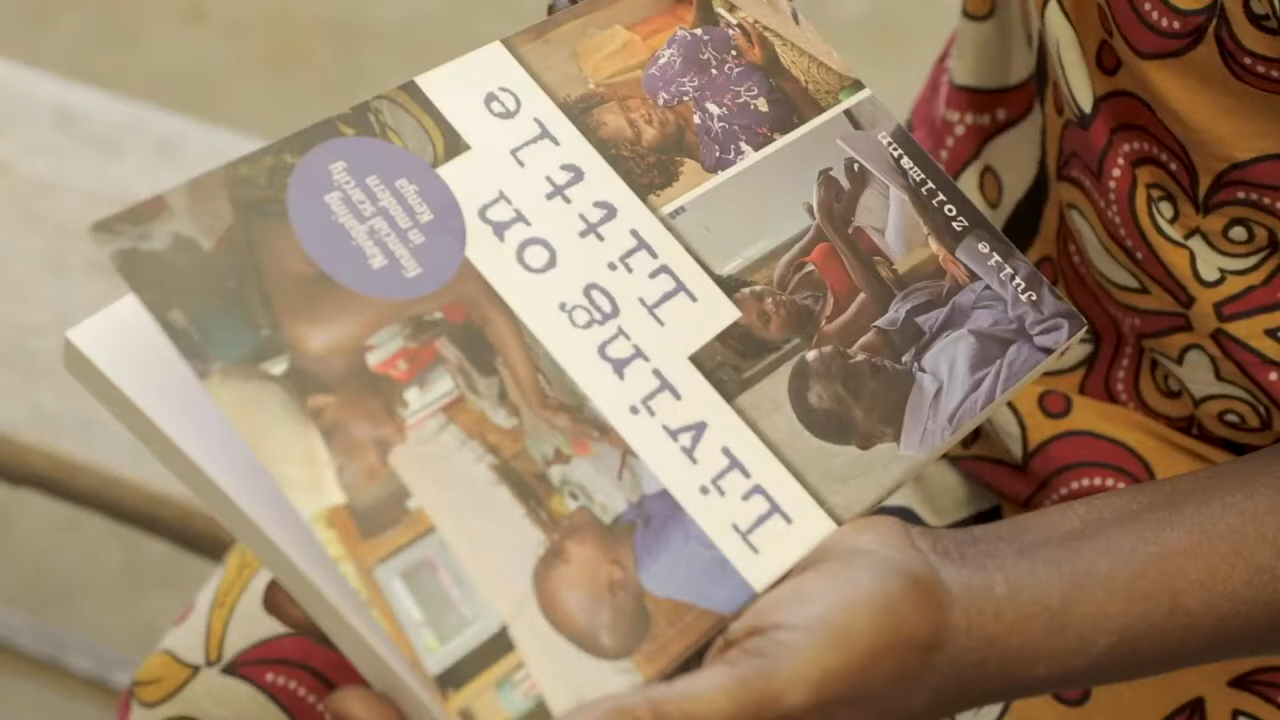 Living on
Little
Navigating
financial scarcity
in modern
Kenya
Julie Zollmann